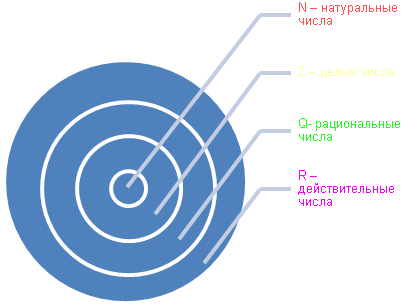 N – натуральные
числа
Z – целые числа
Q- рациональные
числа
R –
действительные
числа